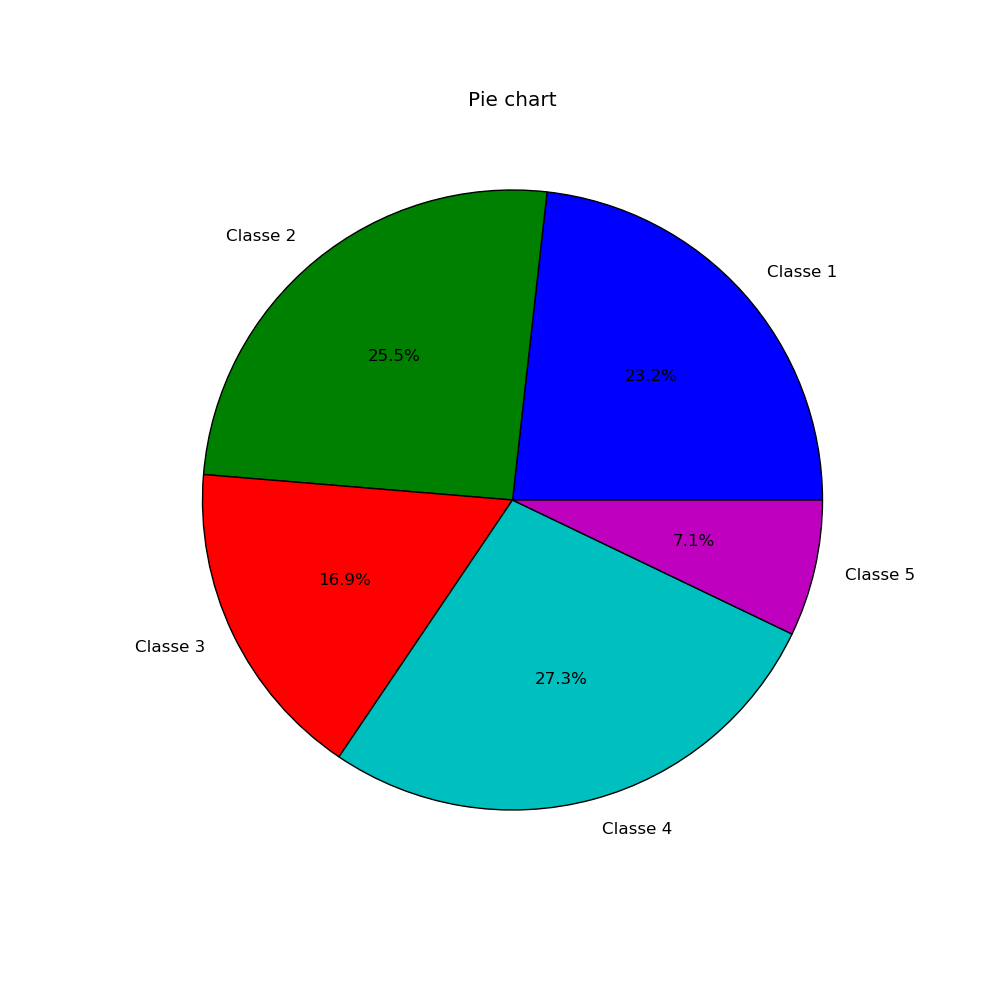 Pie chart
Classe 2
Classe 1
25.5%
23.2%
7.1%
Classe 5
16.9%
Classe 3
27.3%
Classe 4